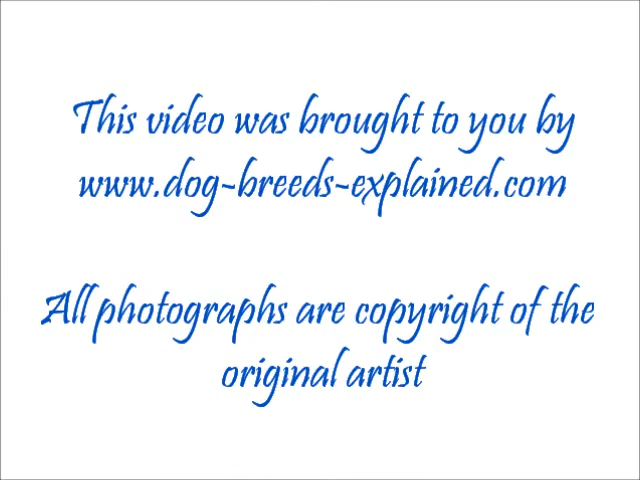 This video was brought to you by
www.dog-breeds-explained.com
All photographs are copyright of the
original artist